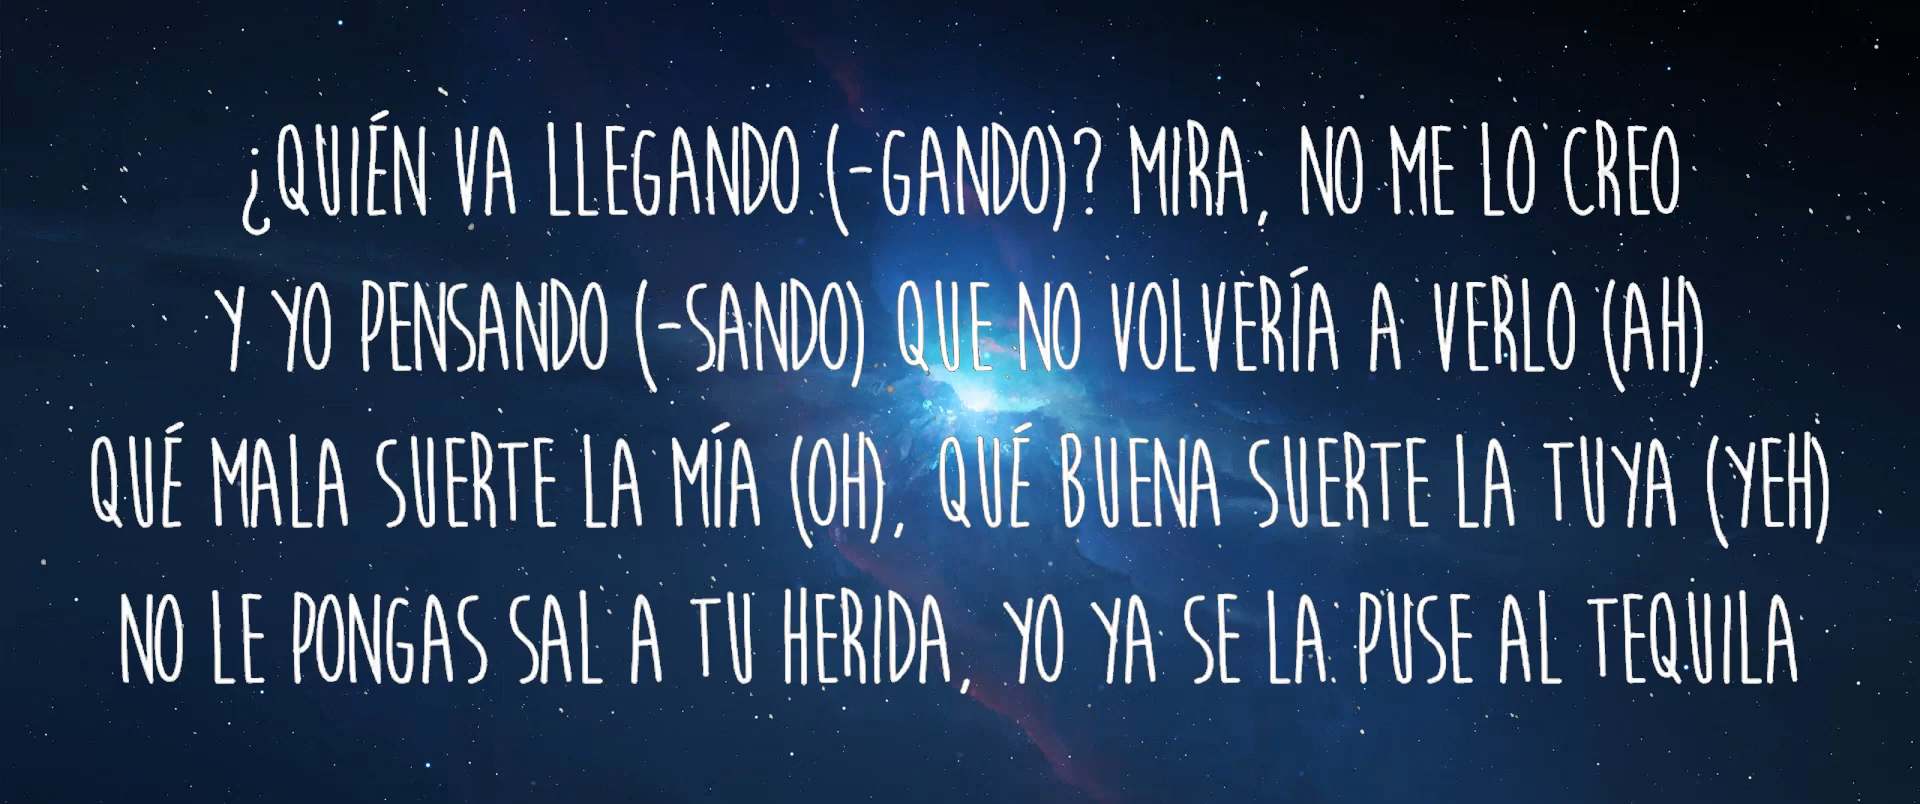 ¿QUIÉN VA LLEGANDO (-GANDO)? MIRA, NO ME LO CREO
Y YO PENSANDO (-SANDO) QUE NO VOLVERÍA A VERLO (AH)
QUÉ MALA SUERTE LA MÍA (OH), QUÉ BUENA SUERTE LA TUYA (YEH)
NO LE PONGAS SAL A TU HERIDA, YO YA SE LA PUSE AL TEQUILA